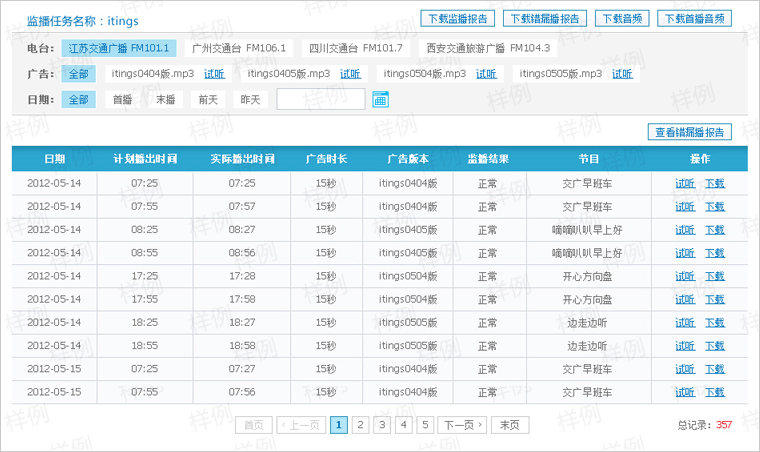 监播任务名称：itings 下载监播报告 下载错漏播报告 下载音频 下载首播音频
电台： 江苏交通广播 FM101.1 广州交通台 FM106.1 四川交通台 FM101.7 西安交通旅游广播 FM104.3
广告： 全部 itings0404版.mp3 试听 itings0405版.mp3 试听 itings0504版.mp3 试听 itings0505版.mp3 试听
日期： 全部 首播 末播 前天 昨天
查看错漏播报告
日期 计划播出时间 实际播出时间 广告时长 广告版本 监播结果 节目 操作
2012-05-14 07:25 07:25 15秒 itings0404版 正常 交广早班车 试听 下载
2012-05-14 07:55 07:57 15秒 itings0404版 正常 交广早班车 试听 下载
2012-05-14 08:25 08:27 15秒 itings0405版 正常 嘀嘀叭叭早上好 试听 下载
2012-05-14 08:55 08:56 15秒 itings0405版 正常 嘀嘀叭叭早上好 试听 下载
2012-05-14 17:25 17:28 15秒 itings0504版 正常 开心方向盘 试听 下载
2012-05-14 17:55 17:58 15秒 itings0504版 正常 开心方向盘 试听 下载
2012-05-14 18:25 18:27 15秒 itings0505版 正常 边走边听 试听 下载
2012-05-14 18:55 18:58 15秒 itings0505版 正常 边走边听 试听 下载
2012-05-15 07:25 07:27 15秒 itings0404版 正常 交广早班车 试听 下载
2012-05-15 07:55 07:56 15秒 itings0404版 正常 交广早班车 试听 下载
首页 ‹ 上一页 1 2 3 4 5 下一页 › 末页 总记录：357
样例